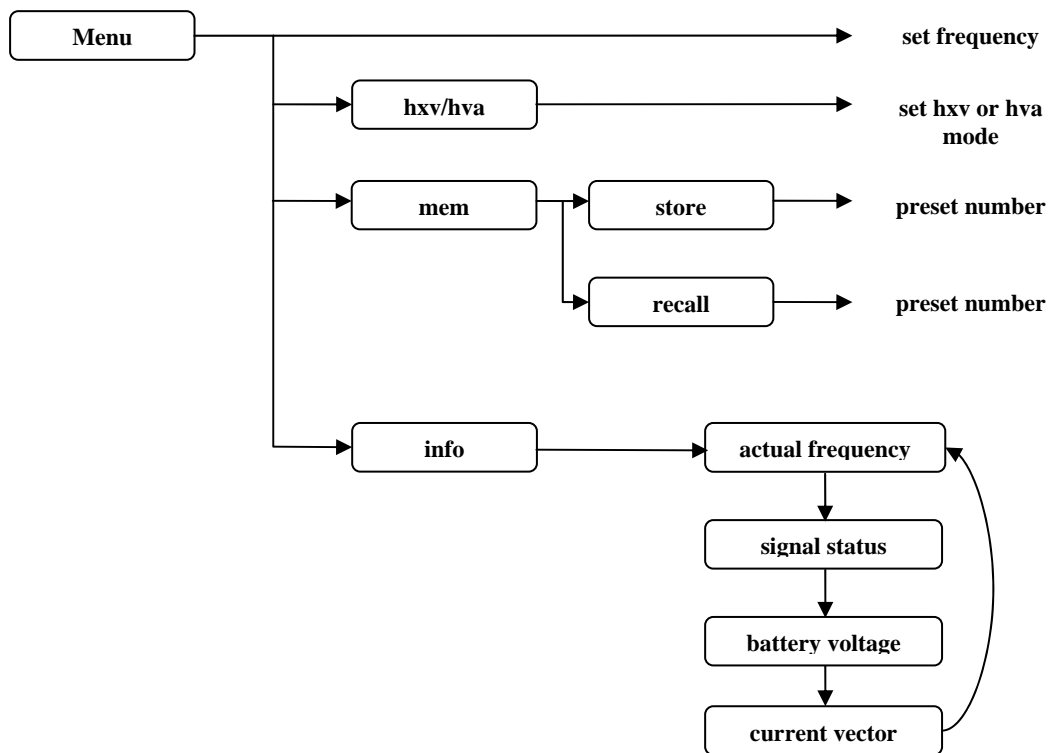 Menu
set frequency
hxv/hva
set hxv or hva
mode
mem
store
preset number
recall
preset number
info
actual frequency
signal status
battery voltage
current vector